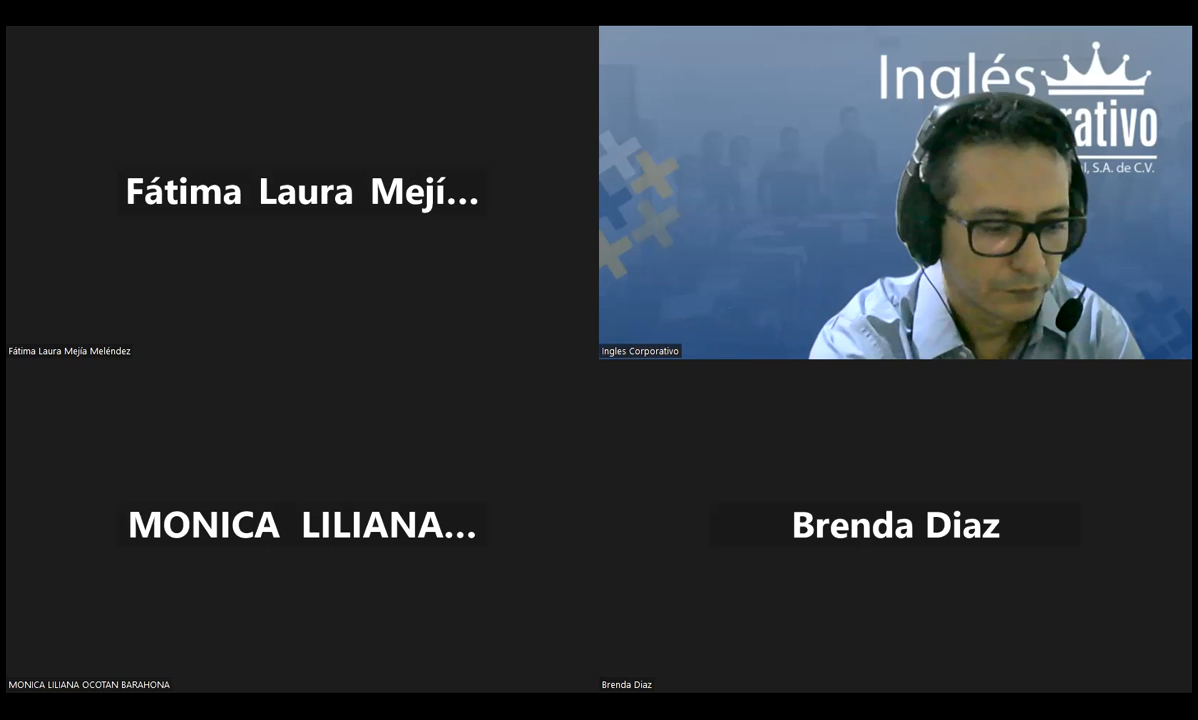 Fátima Laura Mejí...
Fátima Laura Mejía Meléndez
Inglés
rativo
l, S.A. de C.V.
Ingles Corporativo
MONICA LILIANA...
MONICA LILIANA OCOTAN BARAHONA
Brenda Diaz
Brenda Diaz